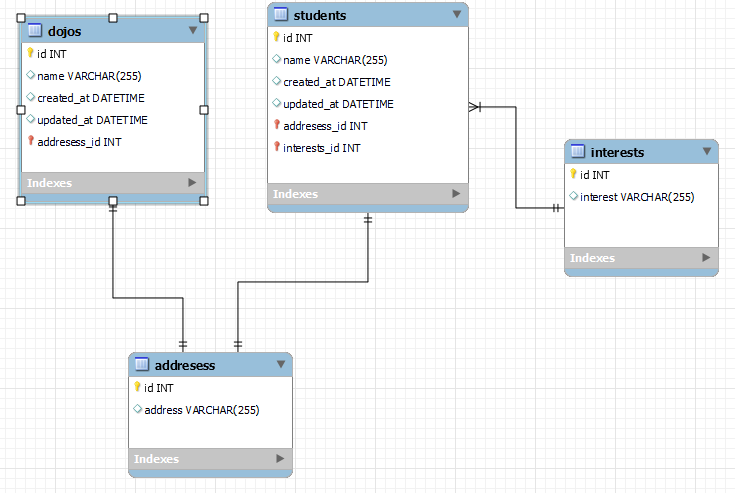 dojos
id INT
name VARCHAR(255)
created_at DATETIME
updated_at DATETIME
addresess_id INT
Indexes
students
id INT
name VARCHAR(255)
created_at DATETIME
updated_at DATETIME
addresess_id INT
interests_id INT
Indexes
interests
id INT
interest VARCHAR(255)
Indexes
addresess
id INT
address VARCHAR(255)
Indexes